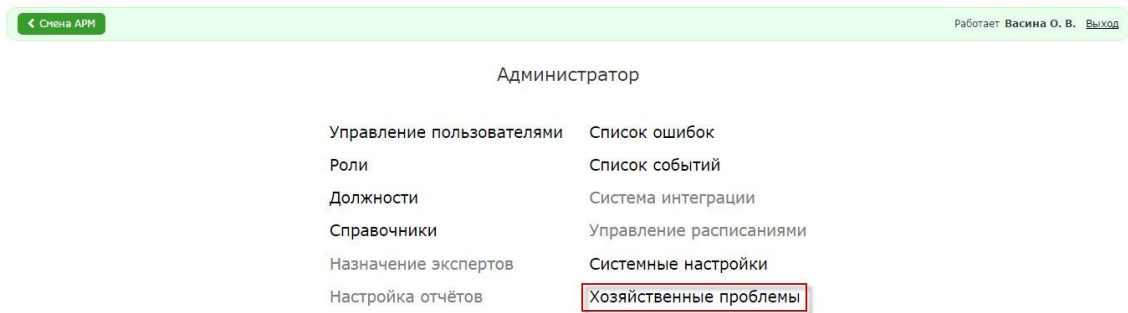 Смена АРМ
Работает Васина О. В. Выход
Администратор
Управление пользователями
Роли
Должности
Справочники
Назначение экспертов
Настройка отчётов
Список ошибок
Список событий
Система интеграции
Управление расписаниями
Системные настройки
Хозяйственные проблемы